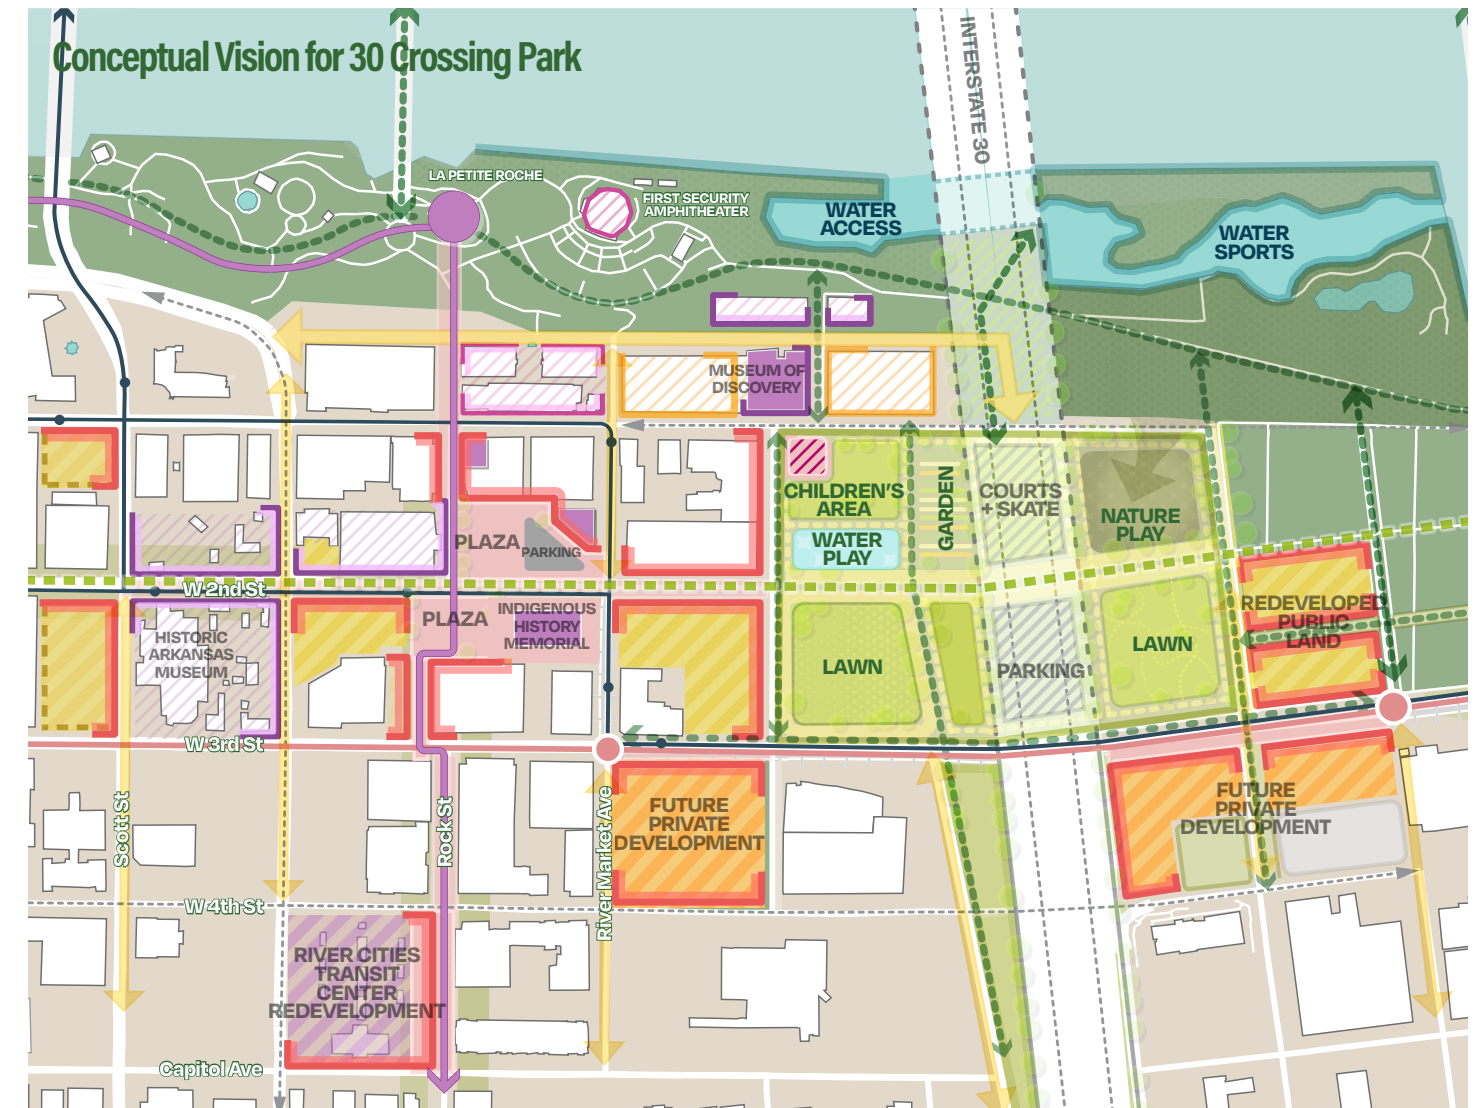 Conceptual Vision for 30 Crossing Park
INTERSTATE 30
LA PETITE ROCHE
FIRST SECURITY
AMPHITHEATER
WATER
ACCESS
WATER
SPORTS
MUSEUM OF
DISCOVERY
CHILDREN'S
AREA
WATER
PLAY
GARDEN
COURTS
+ SKATE
NATURE
PLAY
PLAZA
PARKING
W 2nd St
PLAZA
INDIGENOUS
HISTORY
MEMORIAL
HISTORIC
ARKANSAS
MUSEUM
LAWN
PARKING
LAWN
REDEVELOPED
PUBLIC
LAND
W 3rd St
Scott St
Rock St
River Market Ave
FUTURE
PRIVATE
DEVELOPMENT
FUTURE
PRIVATE
DEVELOPMENT
W 4th St
RIVER CITIES
TRANSIT
CENTER
REDEVELOPMENT
Capitol Ave